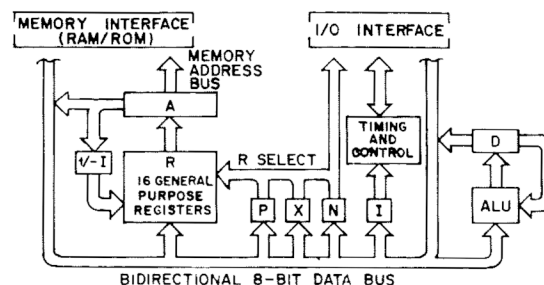 MEMORY INTERFACE
(RAM/ROM)
I/O INTERFACE
MEMORY
ADDRESS
BUS
A
TIMING
AND
CONTROL
D
+/-1
R
16 GENERAL
PURPOSE
REGISTERS
R SELECT
P
X
N
I
ALU
BIDIRECTIONAL 8-BIT DATA BUS